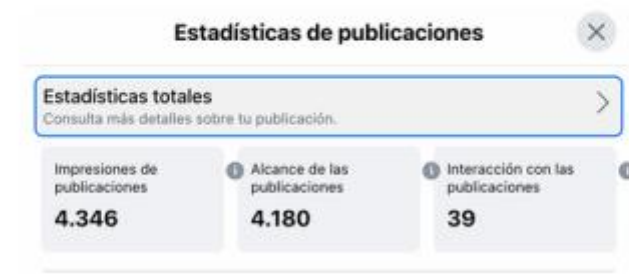 Estadísticas de publicaciones
Estadísticas totales
Consulta más detalles sobre tu publicación.
Impresiones de
publicaciones
4.346
Alcance de las
publicaciones
4.180
Interacción con las
publicaciones
39